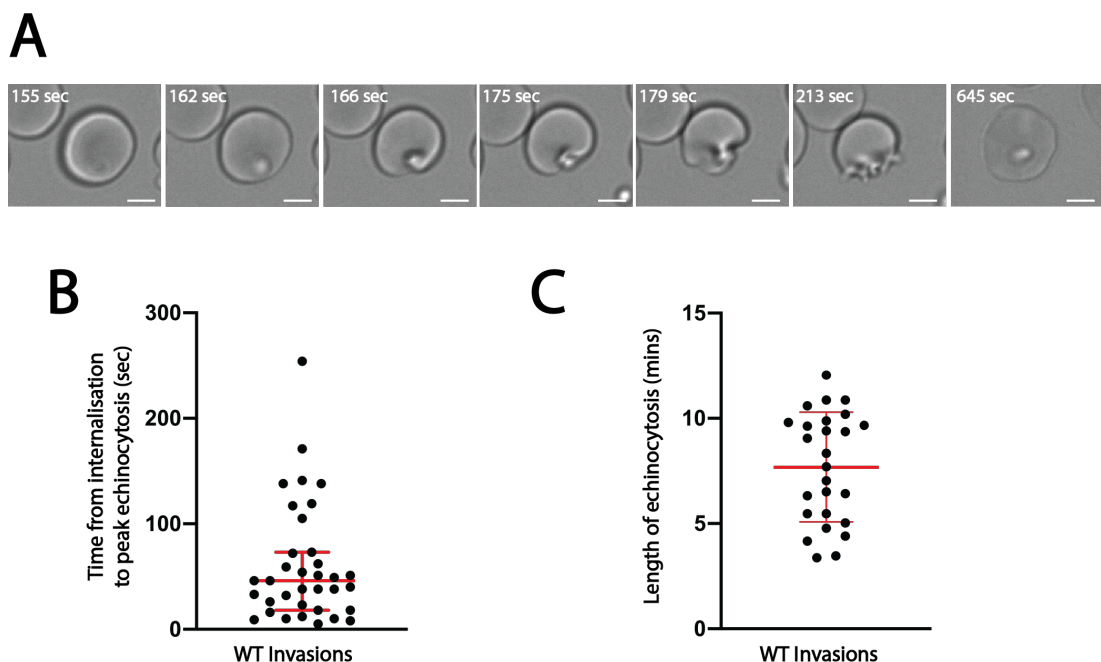 A
155 sec
162 sec
166 sec
175 sec
179 sec
213 sec
645 sec
B
Time from internalisation
to peak echinocytosis (sec)
300
200
100
0
WT Invasions
C
Length of echinocytosis (mins)
15
10
5
0
WT Invasions